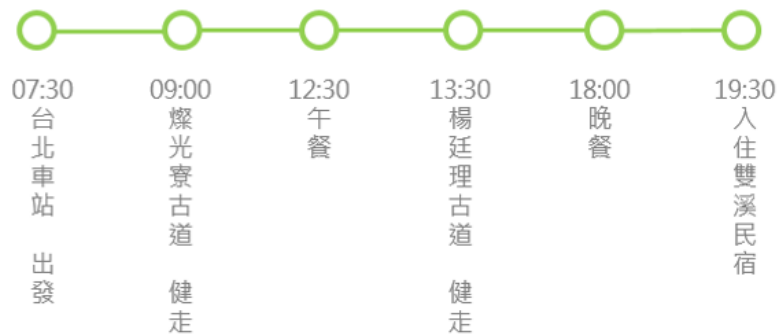 07:30
台北車站 出發
09:00
燦光寮古道 健走
12:30
午餐
13:30
楊廷理古道 健走
18:00
晚餐
19:30
入住雙溪民宿